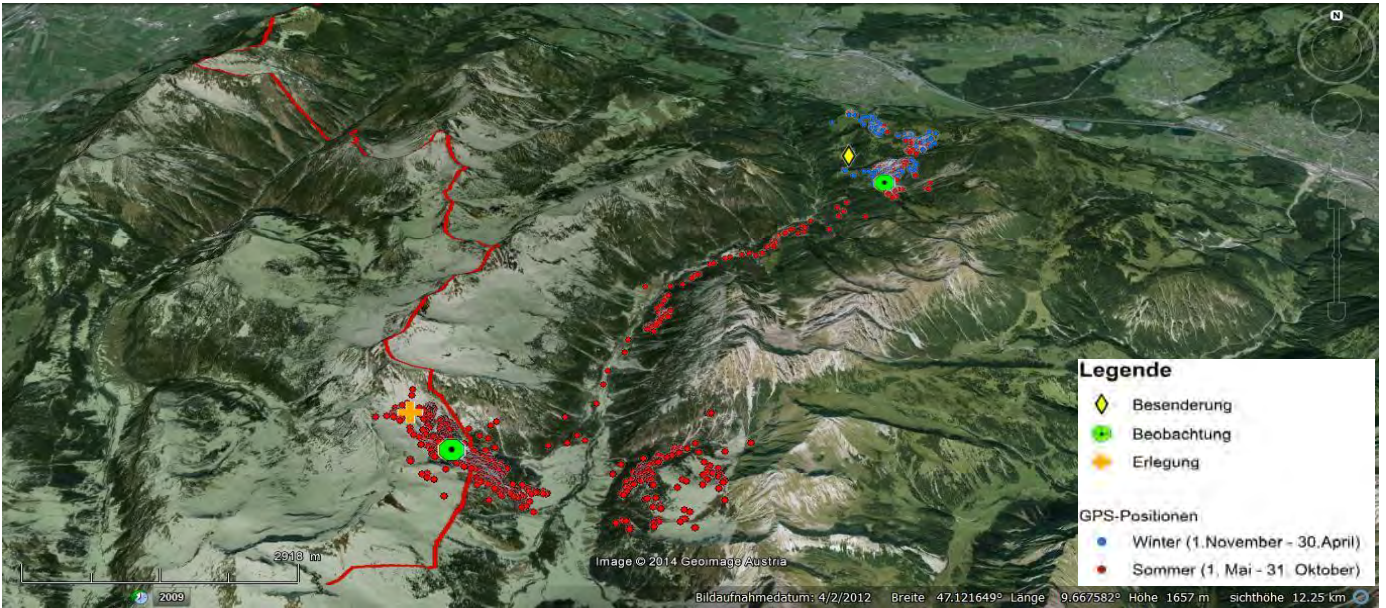 N
Legende
Besenderung
Beobachtung
Erlegung
GPS-Positionen
Winter (1.November - 30.April)
Sommer (1. Mai - 31. Oktober)
2918 m
Image © 2014 Geoimage Austria
2009
Bildaufnahmedatum: 4/2/2012 Breite 47.121649° Länge 9.667582° Höhe 1657 m sichthöhe 12.25 km